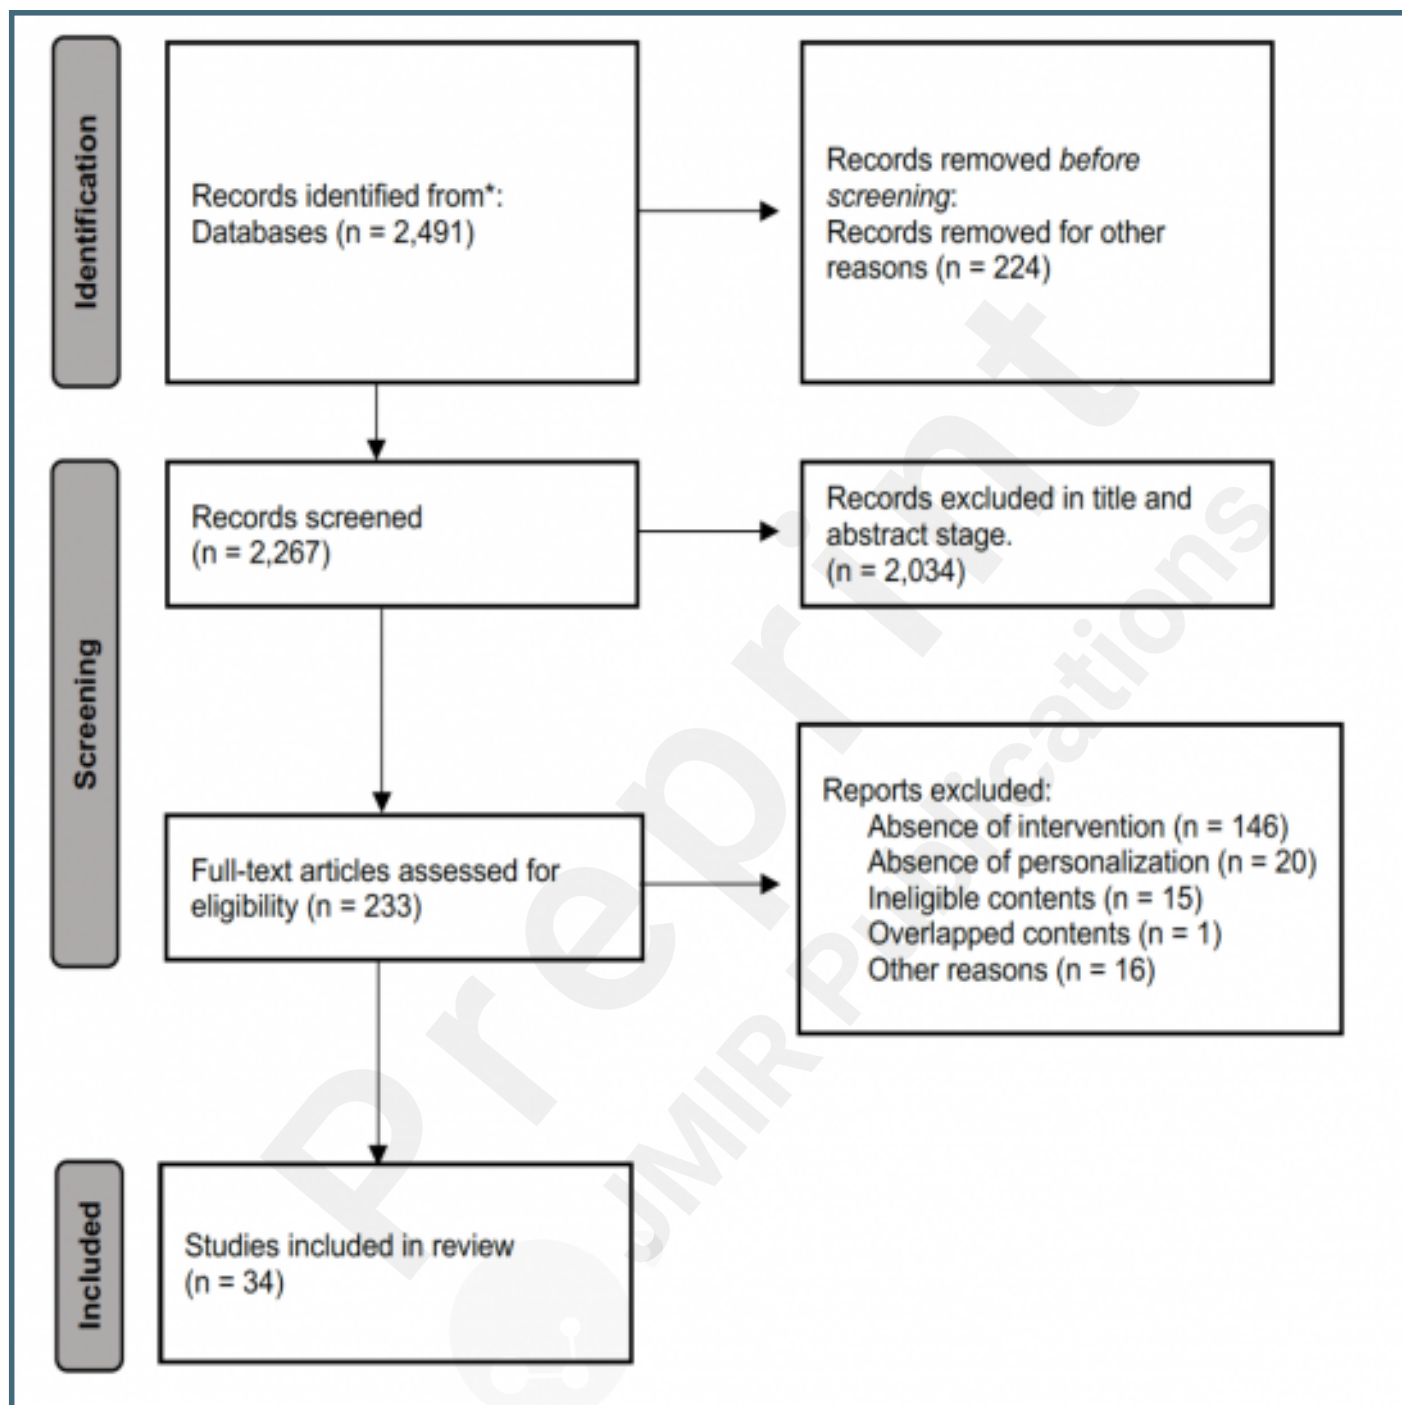 Identification
Records identified from*:
Databases (n = 2,491)
Records removed before
screening:
Records removed for other
reasons (n = 224)
Screening
Records screened
(n = 2,267)
Records excluded in title and
abstract stage.
(n = 2,034)
Full-text articles assessed for
eligibility (n = 233)
Reports excluded:
Absence of intervention (n = 146)
Absence of personalization (n = 20)
Ineligible contents (n = 15)
Overlapped contents (n = 1)
Other reasons (n = 16)
Included
Studies included in review
(n = 34)
Preprint
JMIR Publications